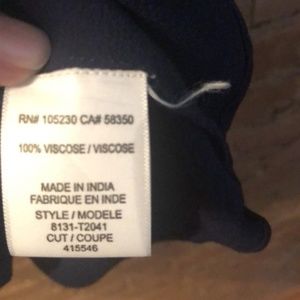 RN# 105230 CA# 58350
100% VISCOSE / VISCOSE
MADE IN INDIA
FABRIQUE EN INDE
STYLE / MODELE
8131-T2041
CUT / COUPE
415546